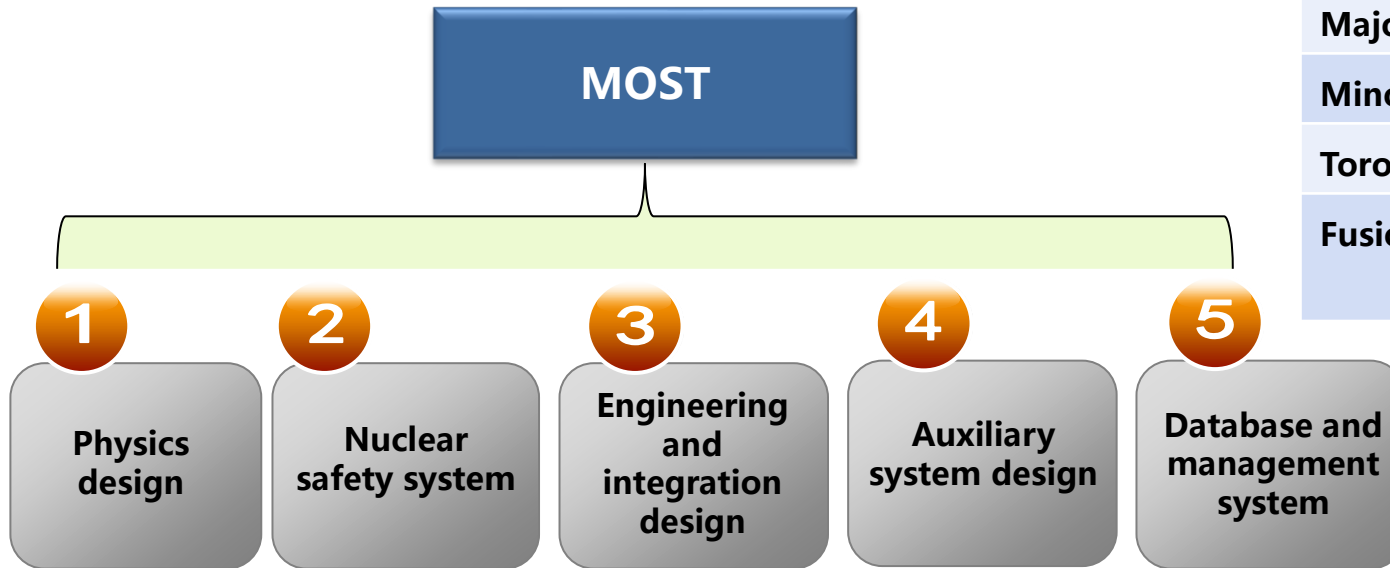 MOST
1
Physics
design
2
Nuclear
safety system
3
Engineering
and
integration
design
4
Auxiliary
system design
5
Database and
management
system